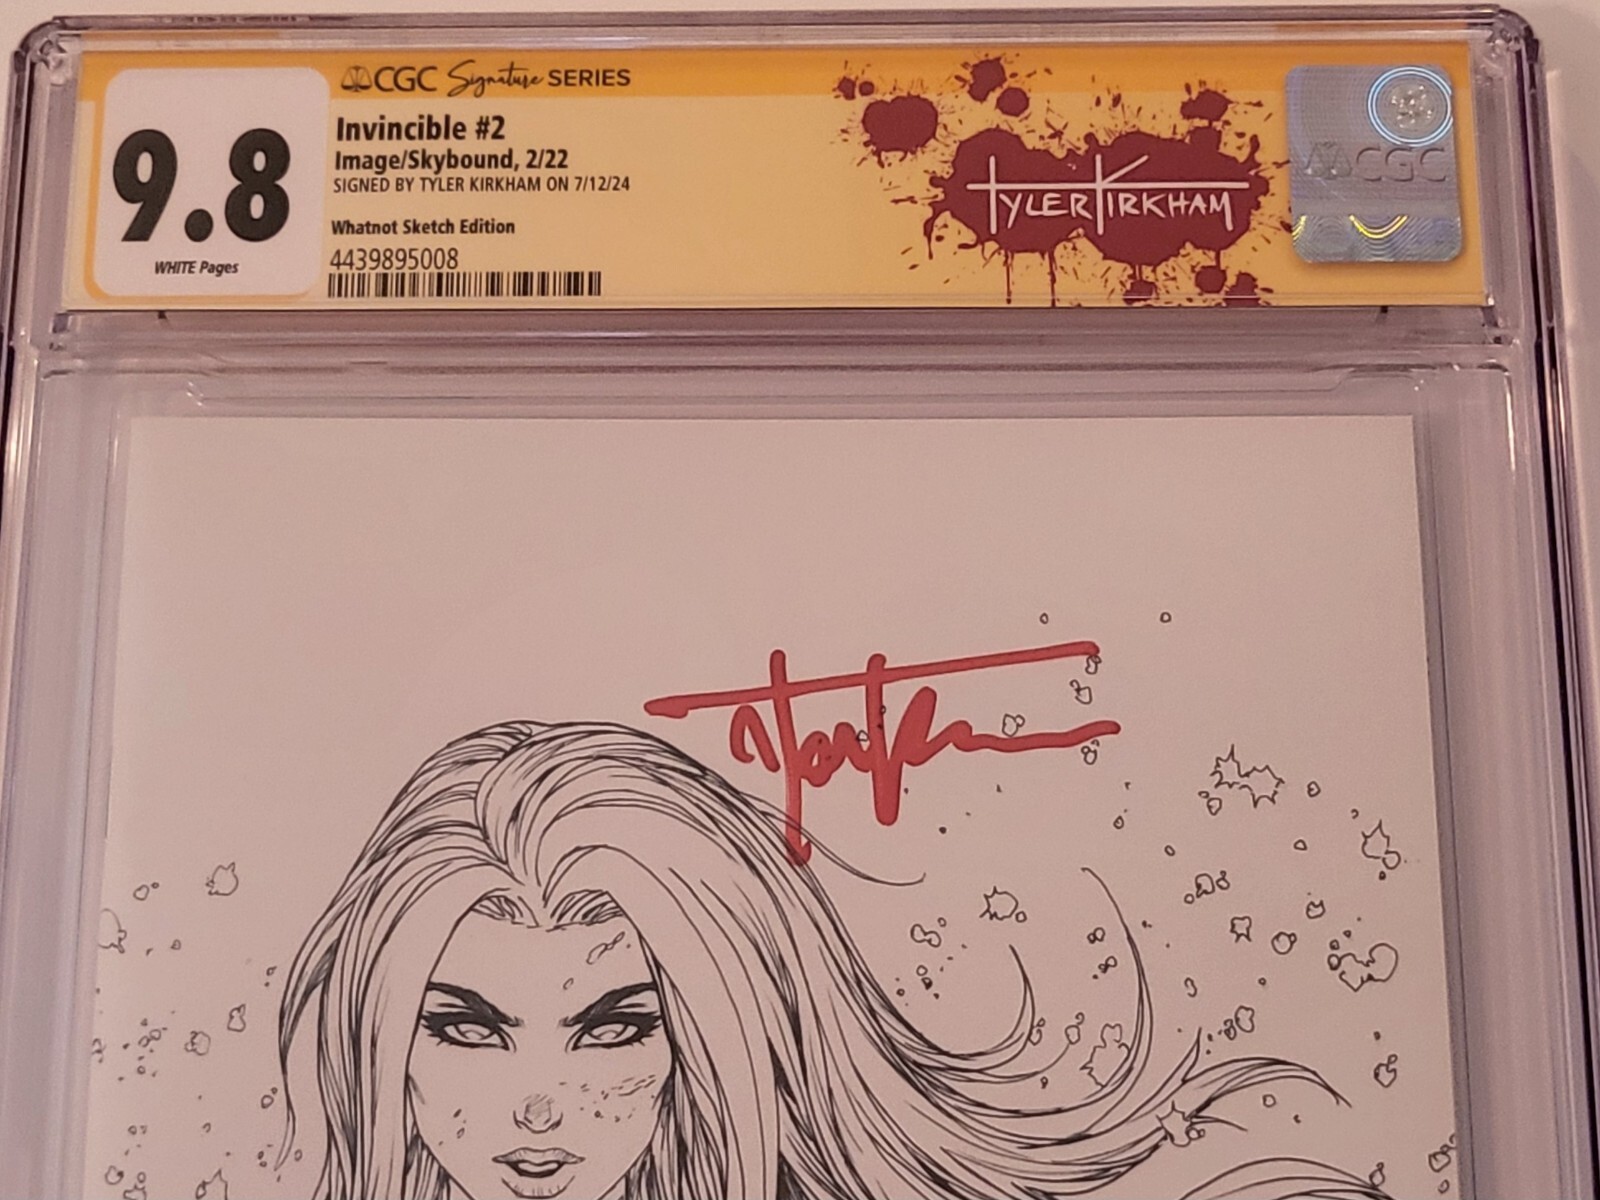 CGC Signature SERIES
9.8
WHITE Pages
Invincible #2
Image/Skybound, 2/22
SIGNED BY TYLER KIRKHAM ON 7/12/24
Whatnot Sketch Edition
4439895008
TYLER KIRKHAM
CGC